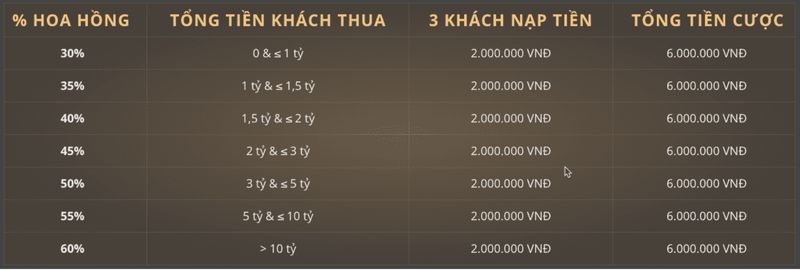 % HOA HỒNG TỔNG TIỀN KHÁCH THUA 3 KHÁCH NẠP TIỀN TỔNG TIỀN CƯỢC
30% 0 & ≤ 1 tỷ 2.000.000 VNĐ 6.000.000 VNĐ
35% 1 tỷ & ≤ 1,5 tỷ 2.000.000 VNĐ 6.000.000 VNĐ
40% 1,5 tỷ & ≤ 2 tỷ 2.000.000 VNĐ 6.000.000 VNĐ
45% 2 tỷ & ≤ 3 tỷ 2.000.000 VNĐ 6.000.000 VNĐ
50% 3 tỷ & ≤ 5 tỷ 2.000.000 VNĐ 6.000.000 VNĐ
55% 5 tỷ & ≤ 10 tỷ 2.000.000 VNĐ 6.000.000 VNĐ
60% > 10 tỷ 2.000.000 VNĐ 6.000.000 VNĐ